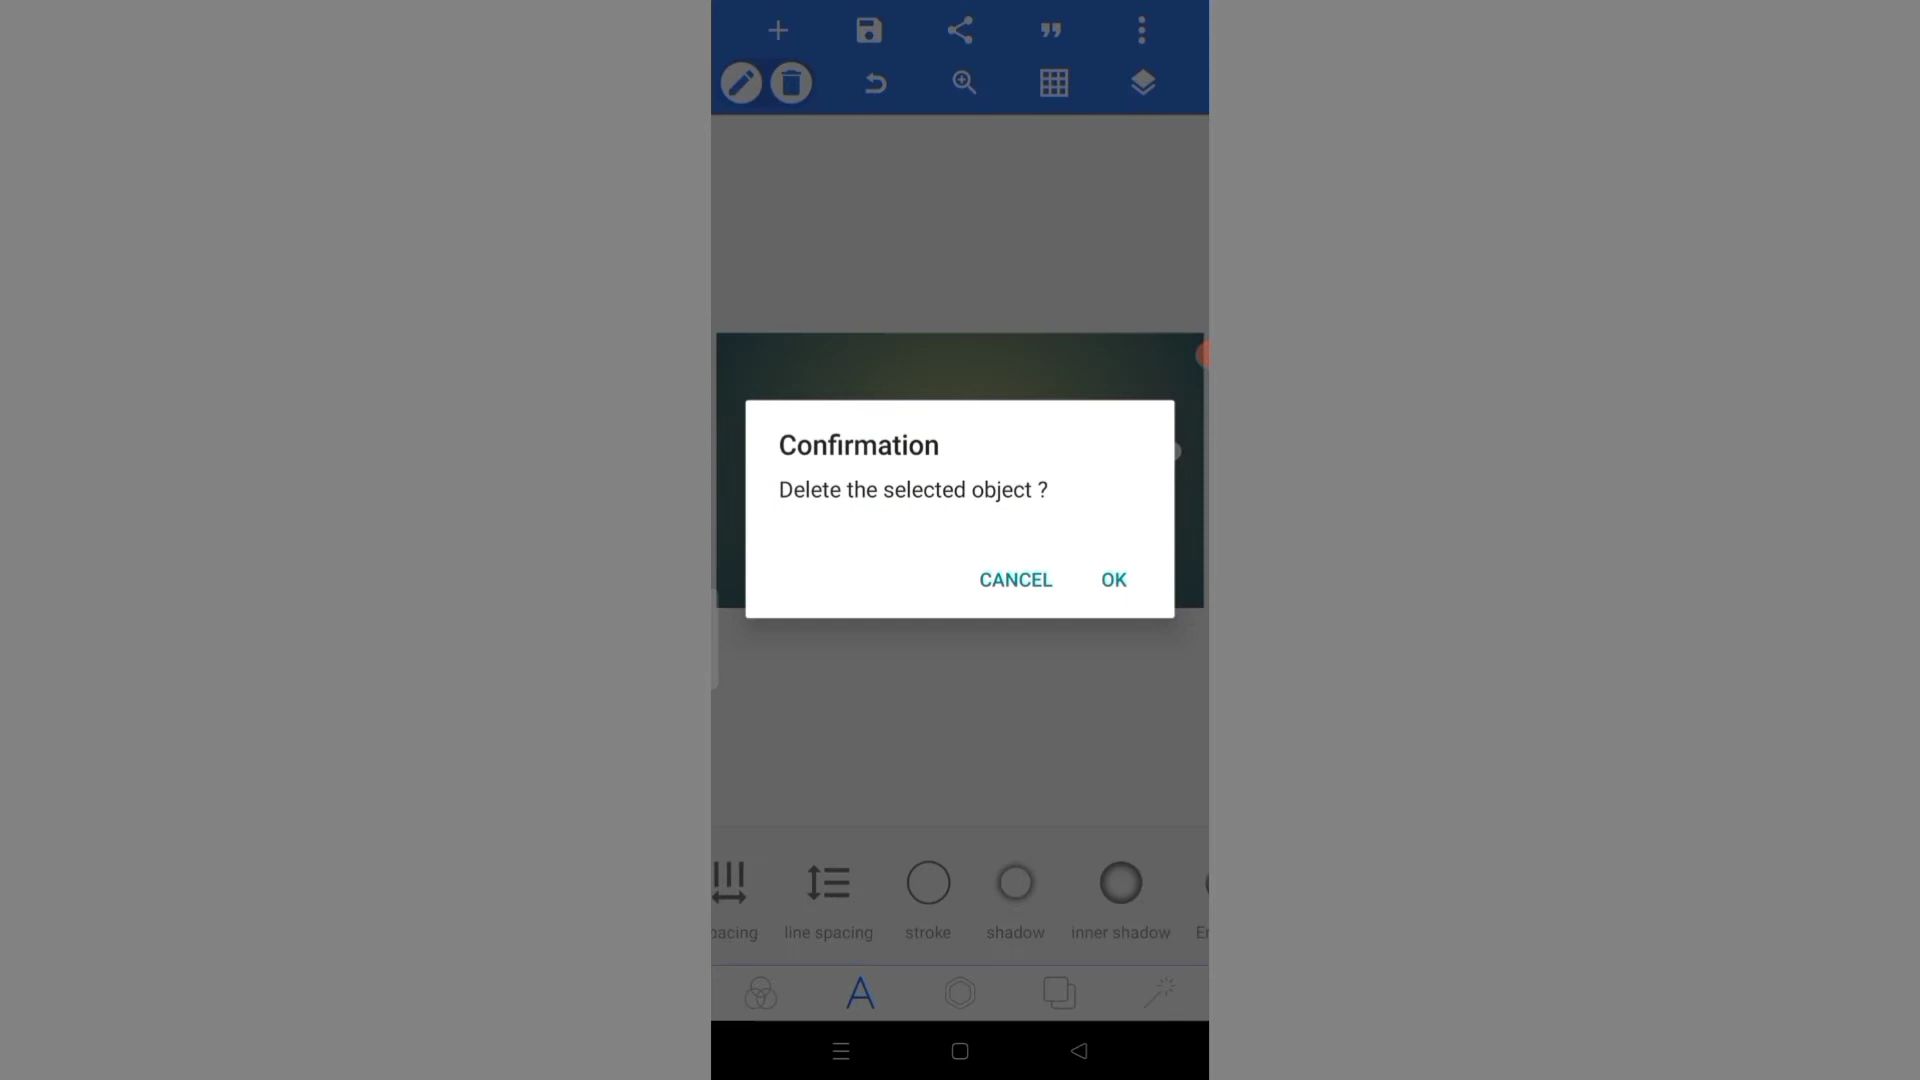 Confirmation
Delete the selected object ?
CANCEL OK
line spacing stroke shadow inner shadow
A